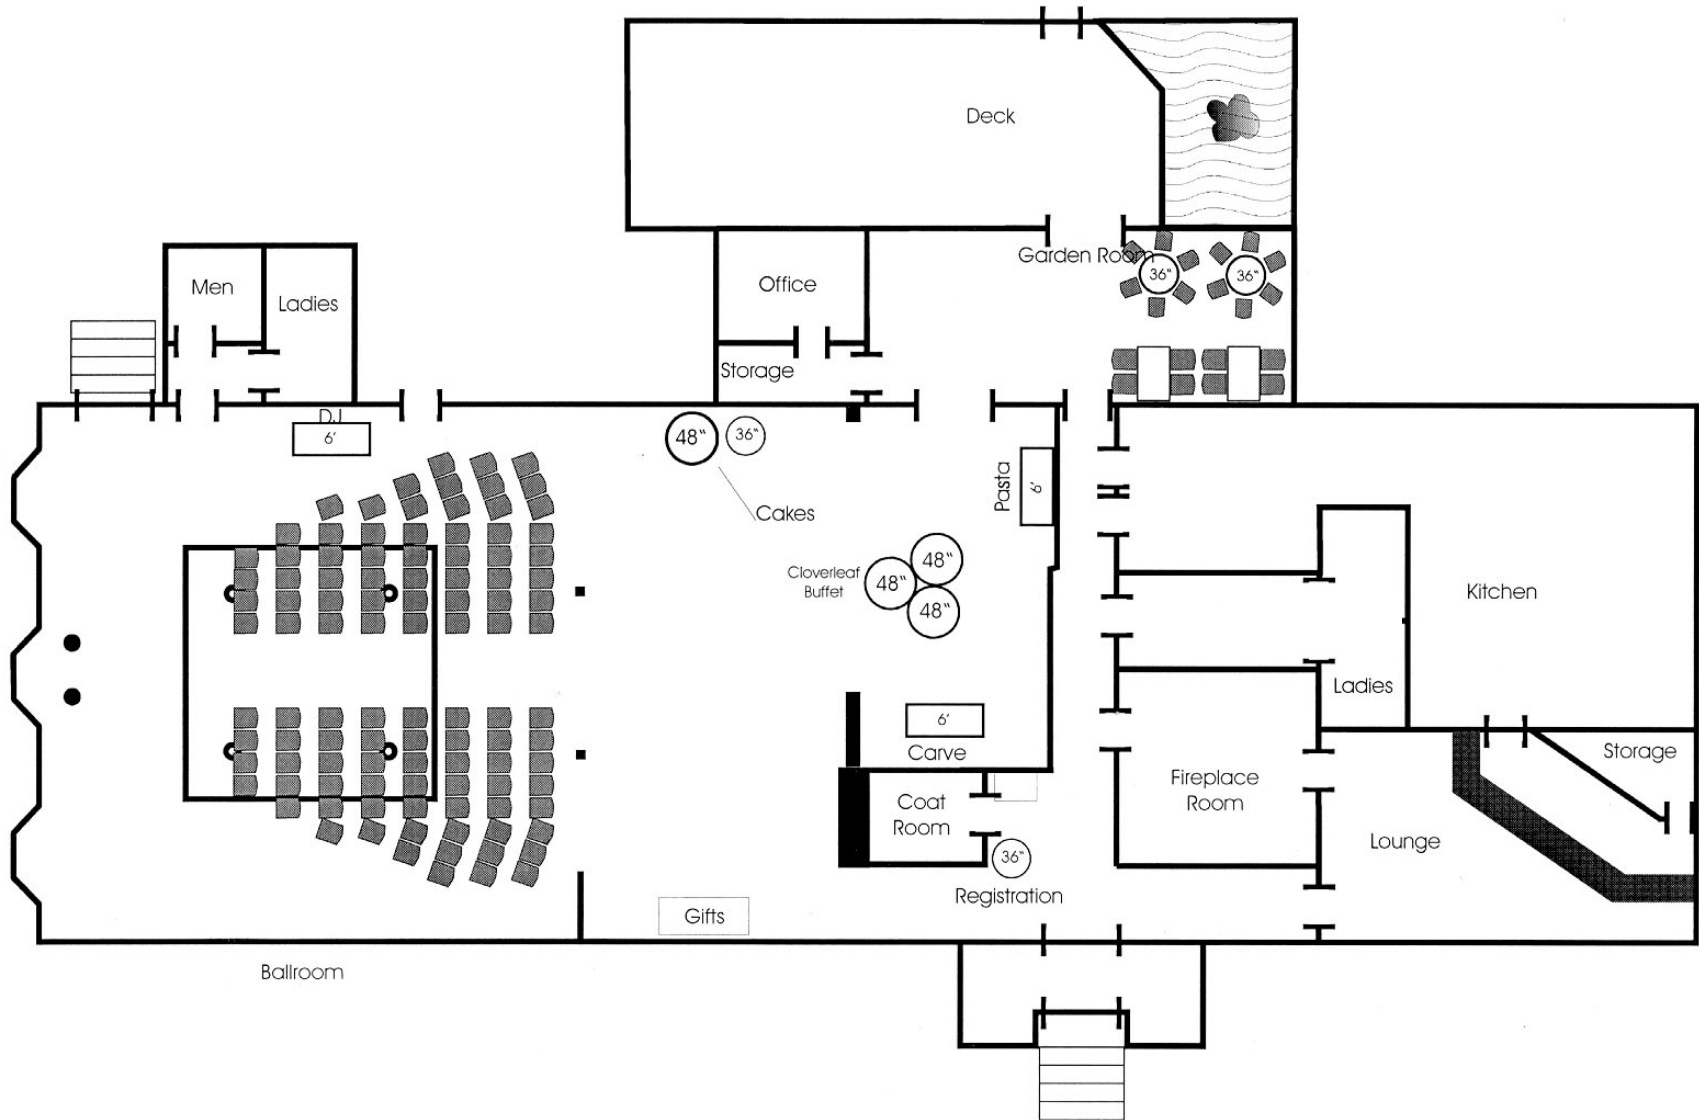 Deck
Garden Room
36"
36"
Men
Ladies
Office
Storage
DJ
6'
48"
36"
Cakes
Pasta
6'
Cloverleaf
Buffet
48"
48"
48"
Kitchen
Ladies
6'
Carve
Storage
Fireplace
Room
Coat
Room
Lounge
36"
Registration
Gifts
Ballroom